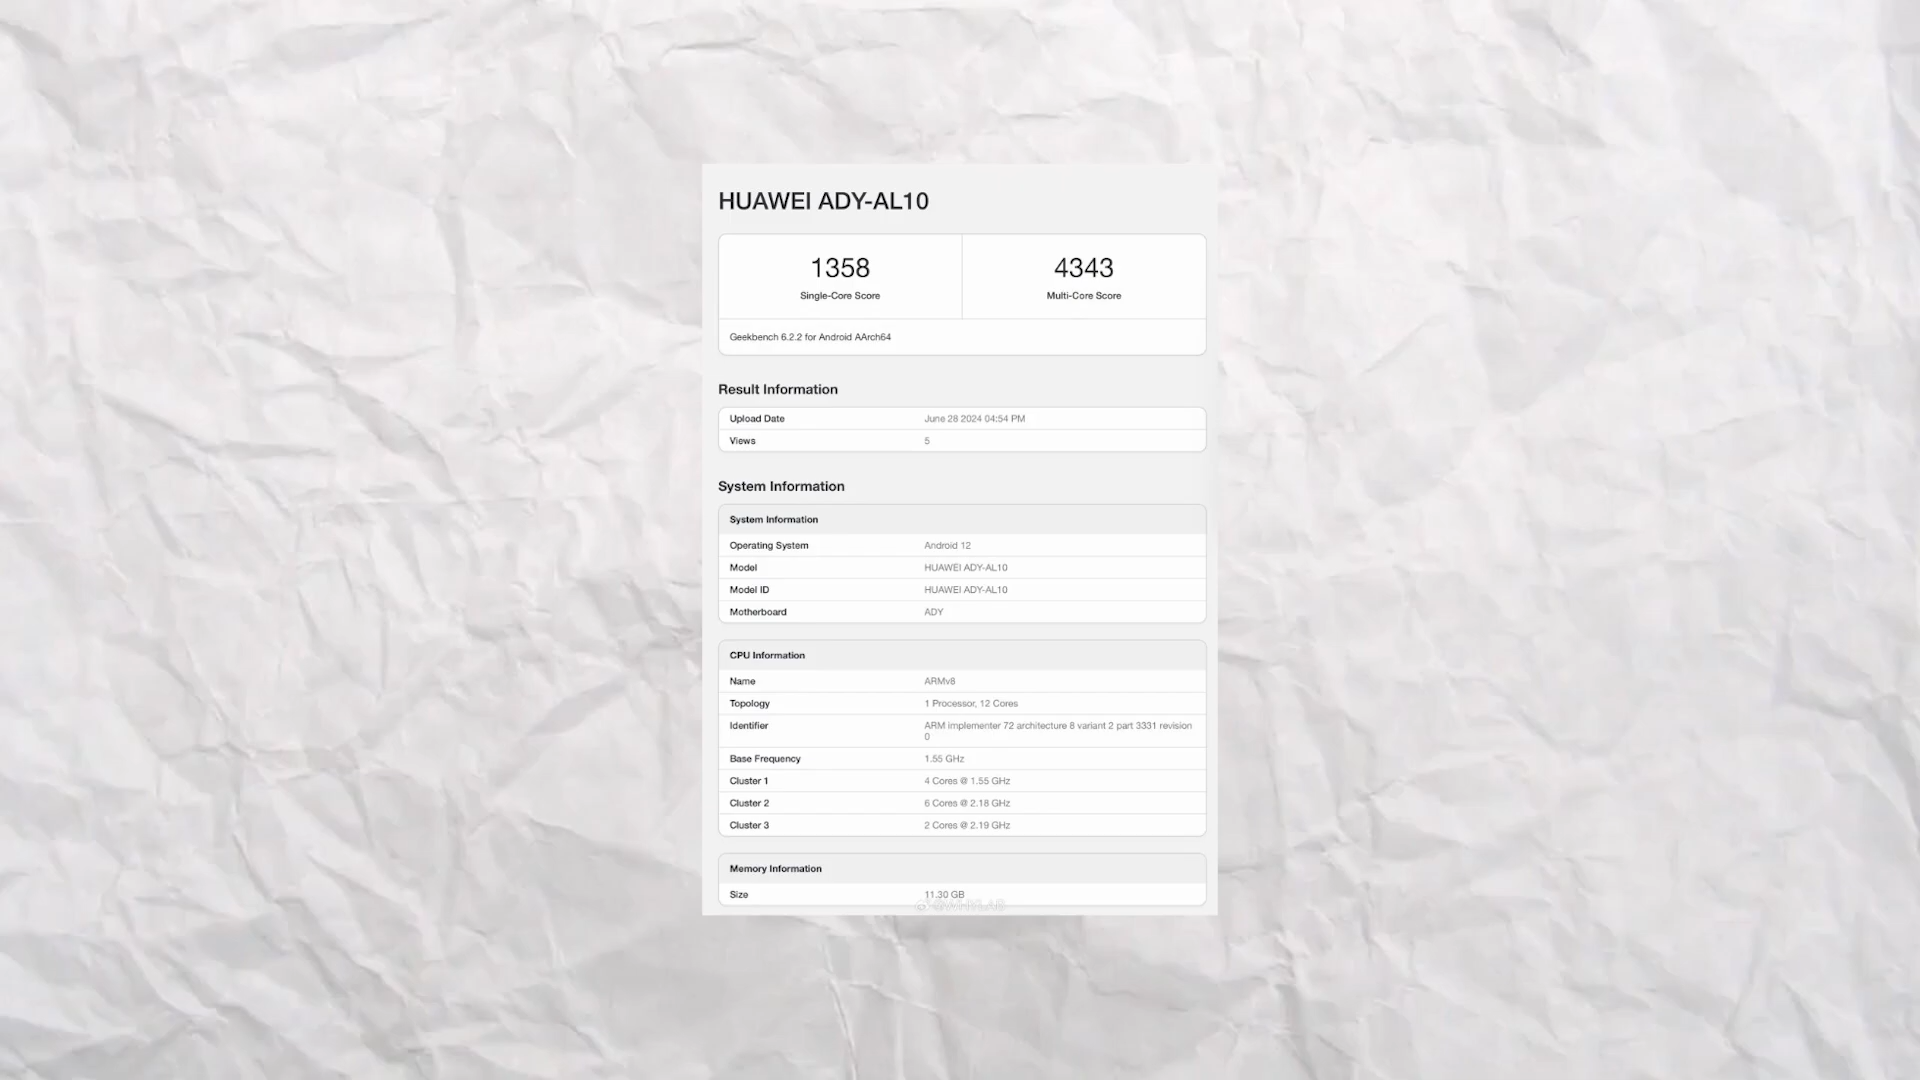 HUAWEI ADY-AL10
1358
4343
Single-Core Score
Multi-Core Score
Geekbench 6.2.2 for Android AArch64
Result Information
Upload Date June 28 2024 04:54 PM
Views 5
System Information
System Information
Operating System Android 12
Model HUAWEI ADY-AL10
Model ID HUAWEI ADY-AL10
Motherboard ADY
CPU Information
Name ARMv8
Topology 1 Processor, 12 Cores
Identifier ARM implementer 72 architecture 8 variant 2 part 3331 revision
0
Base Frequency 1.55 GHz
Cluster 1 4 Cores @ 1.55 GHz
Cluster 2 6 Cores @ 2.18 GHz
Cluster 3 2 Cores @ 2.19 GHz
Memory Information
Size 11.30 GB